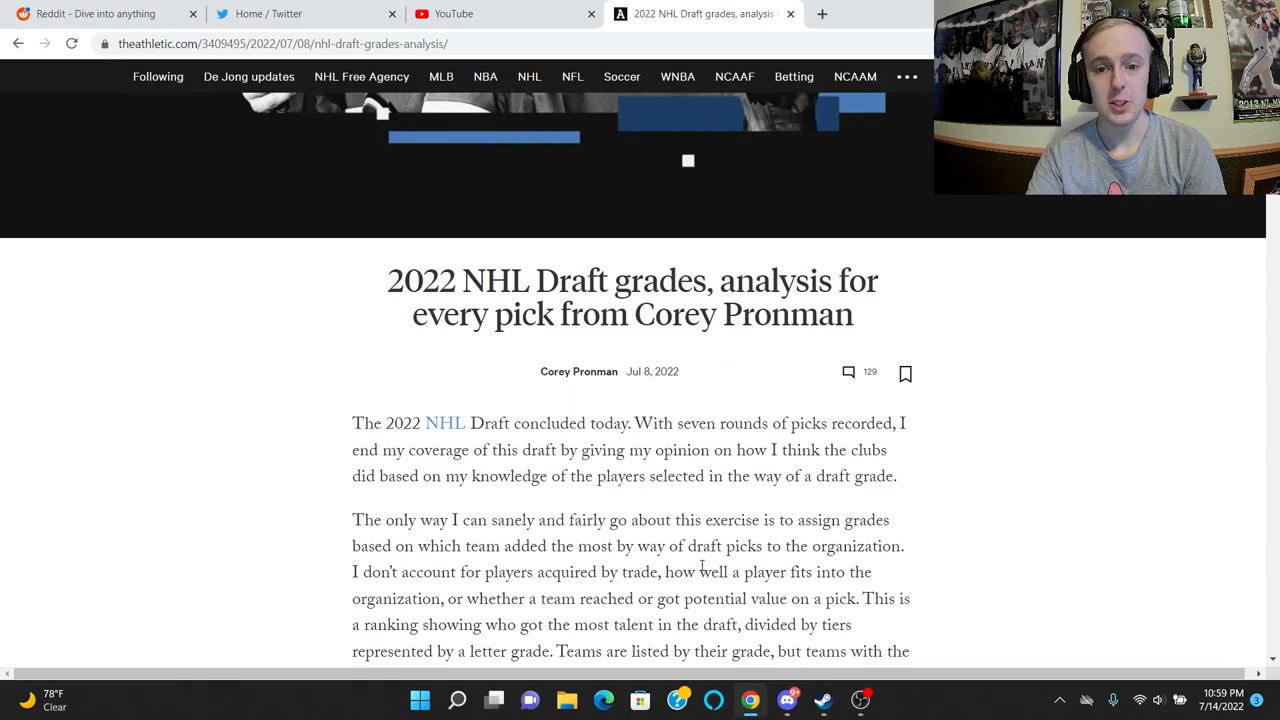 Reddit - Dive into anything
Home / Twitter
YouTube
A 2022 NHL Draft grades, analysis
theathletic.com/3409495/2022/07/08/nhl-draft-grades-analysis/
Following De Jong updates NHL Free Agency MLB NBA NHL NFL Soccer WNBA NCAAF Betting NCAAM
2022 NHL Draft grades, analysis for
every pick from Corey Pronman
Corey Pronman Jul 8, 2022 129
The 2022 NHL Draft concluded today. With seven rounds of picks recorded, I
end my coverage of this draft by giving my opinion on how I think the clubs
did based on my knowledge of the players selected in the way of a draft grade.
The only way I can sanely and fairly go about this exercise is to assign grades
based on which team added the most by way of draft picks to the organization.
I don't account for players acquired by trade, how well a player fits into the
organization, or whether a team reached or got potential value on a pick. This is
a ranking showing who got the most talent in the draft, divided by tiers
represented by a letter grade. Teams are listed by their grade, but teams with the
78°F
Clear
10:59 PM
7/14/2022